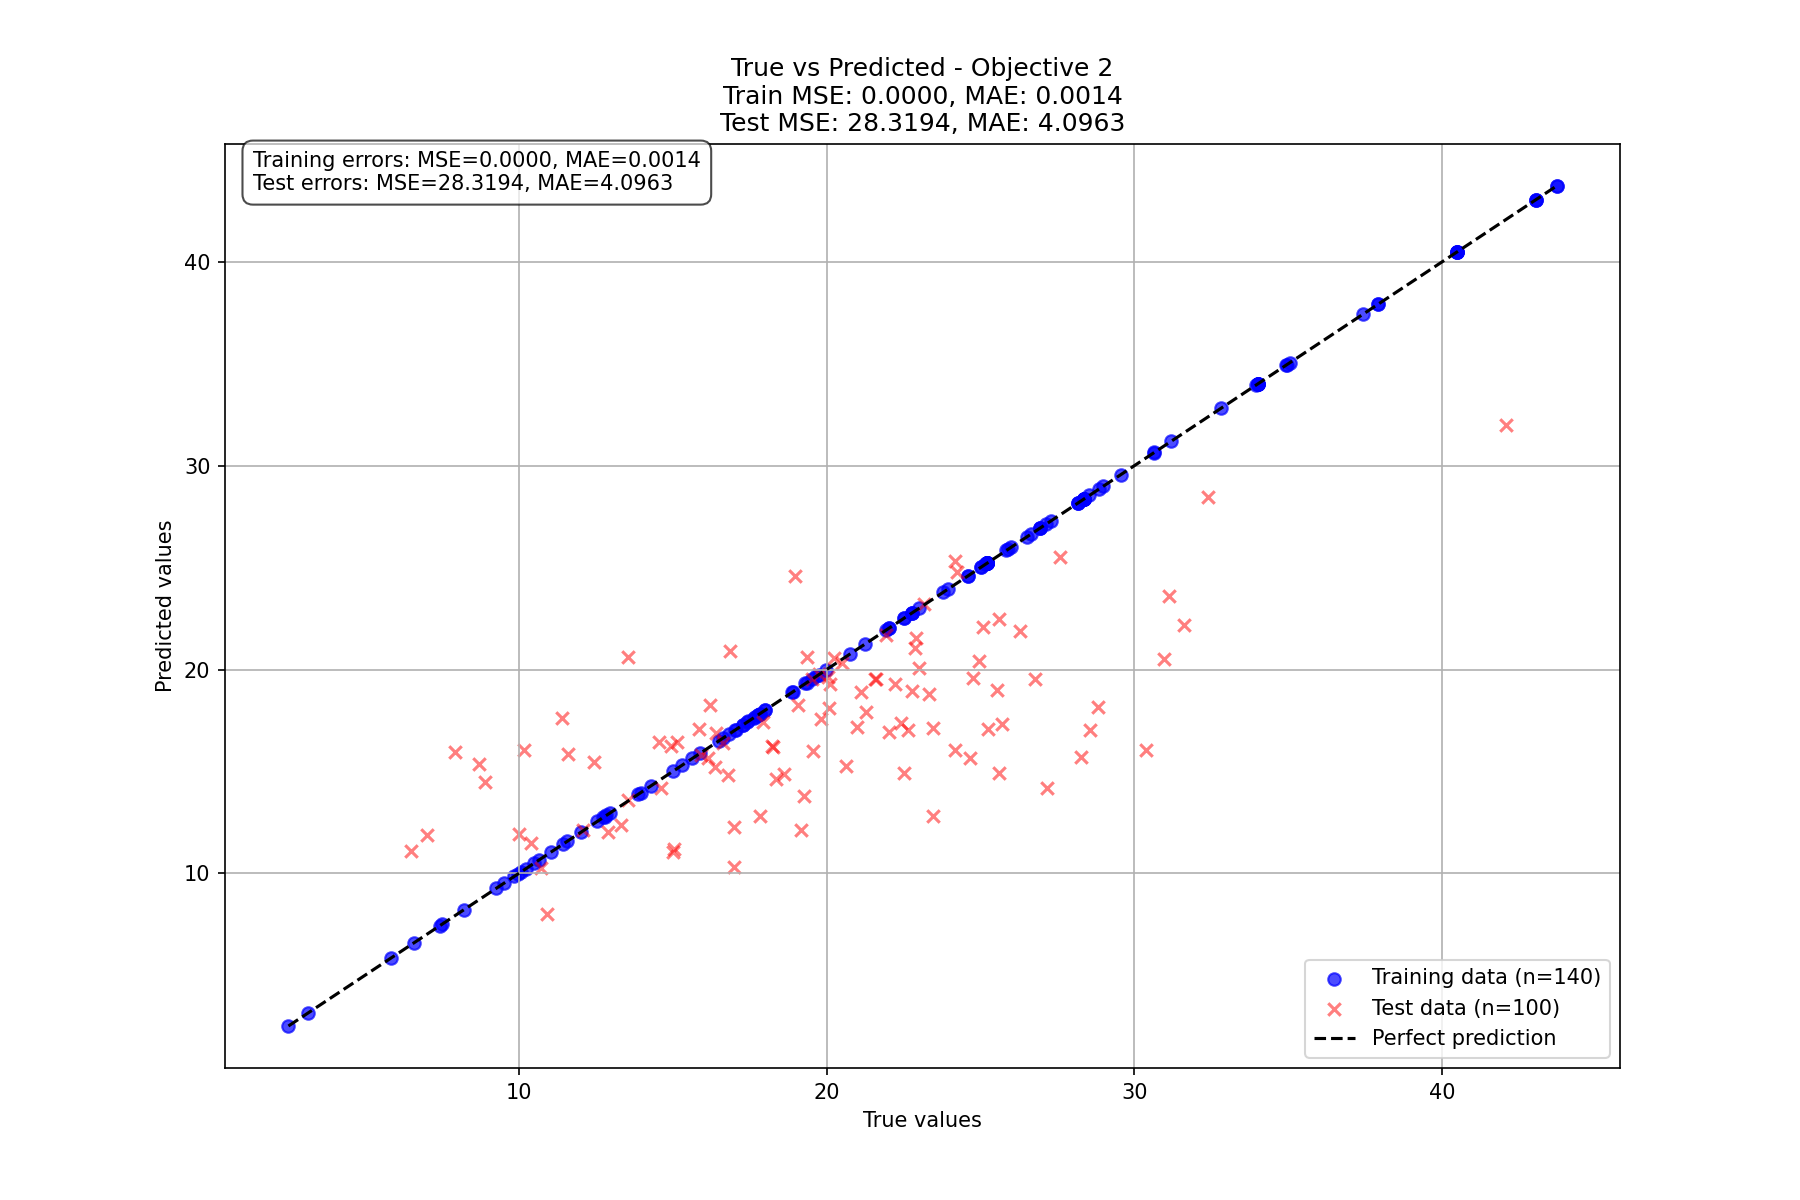 True vs Predicted - Objective 2
Train MSE: 0.0000, MAE: 0.0014
Test MSE: 28.3194, MAE: 4.0963
Training errors: MSE=0.0000, MAE=0.0014
Test errors: MSE=28.3194, MAE=4.0963
40
30
20
10
Predicted values
10
20
30
40
True values
Training data (n=140)
Test data (n=100)
Perfect prediction